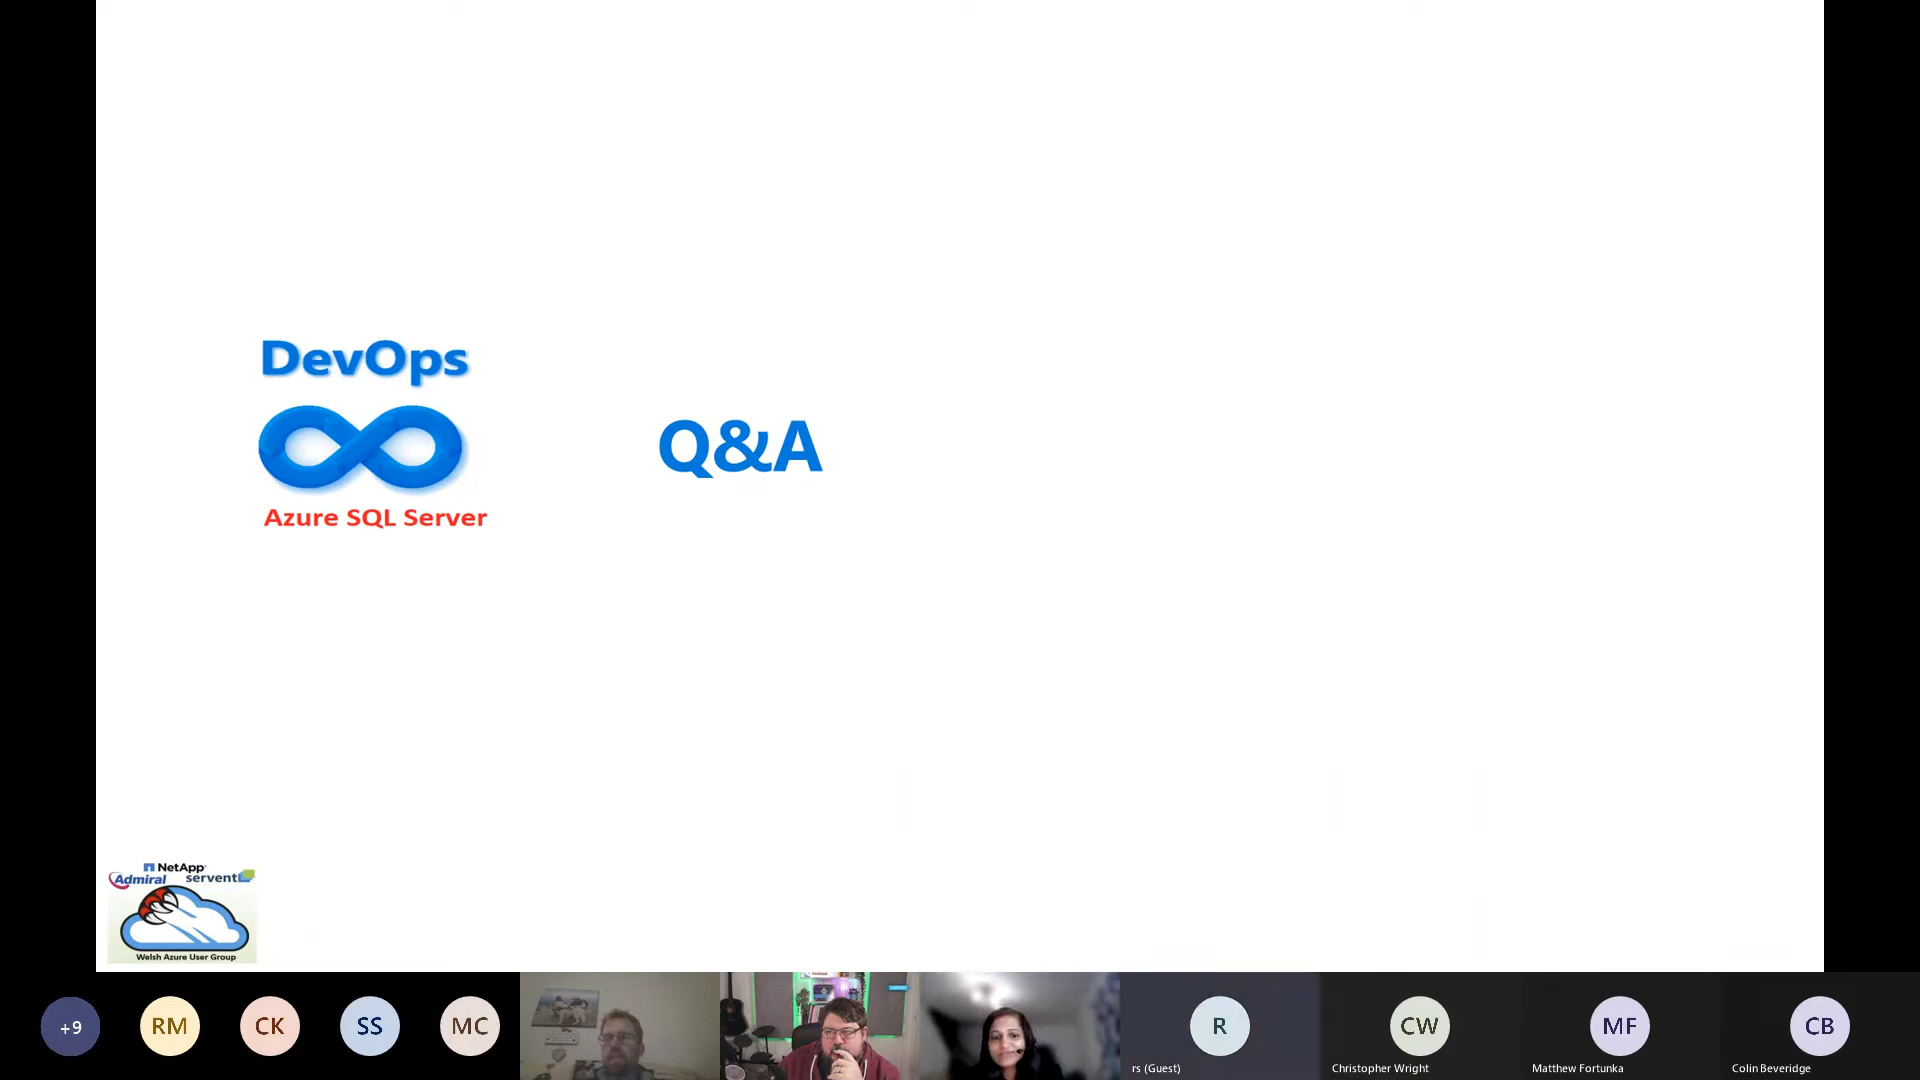 DevOps
Q&A
Azure SQL Server
NetApp
Admiral servent
Welsh Azure User Group
+9
RM
CK
SS
MC
R
CW
MF
CB
rs (Guest)
Christopher Wright
Matthew Fortunka
Colin Beveridge